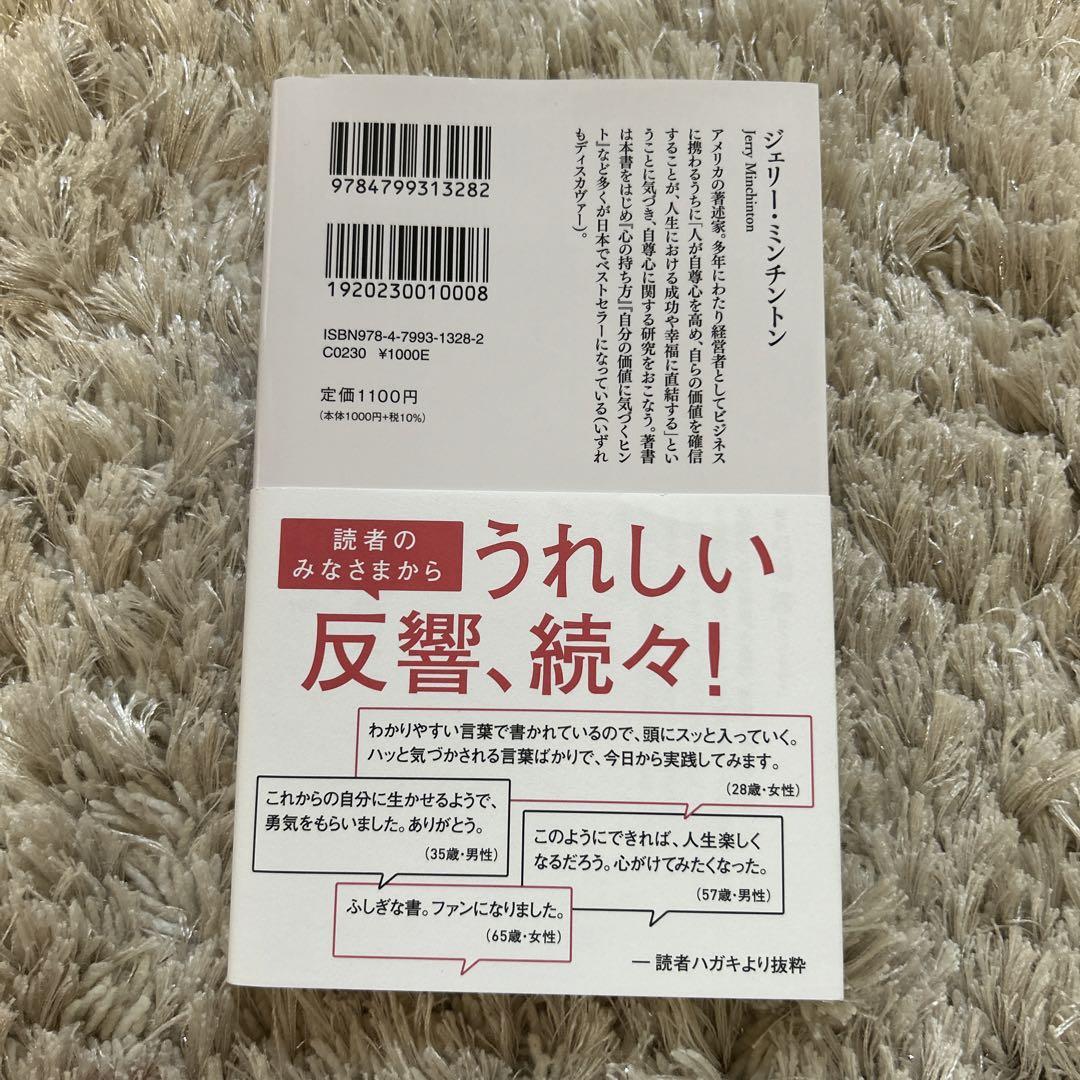 9784799313282
1920230010008
ISBN978-4-7993-1328-2
C0230 ¥1000E
定価1100円
(本体1000円+税10%)
ジェリー・ミンチントン
Jerry Minchinton
アメリカの著述家。多年にわたり経営者としてビジネス
に携わるうちに「人が自尊心を高め、自らの価値を確信
することが、人生における成功や幸福に直結する」とい
うことに気づき、自尊心に関する研究をおこなう。著書
は本書をはじめ『心の持ち方』『自分の価値に気づくヒン
ト』など多くが日本でベストセラーになっている(いずれ
もディスカヴァー)。
読者の
みなさまから
うれしい
反響、続々!
わかりやすい言葉で書かれているので、頭にスッと入っていく。
ハッと気づかされる言葉ばかりで、今日から実践してみます。
(28歳・女性)
これからの自分に生かせるようで、
勇気をもらいました。ありがとう。
(35歳・男性)
このようにできれば、人生楽しく
なるだろう。心がけてみたくなった。
(57歳・男性)
ふしぎな書。ファンになりました。
(65歳・女性)
―読者ハガキより抜粋